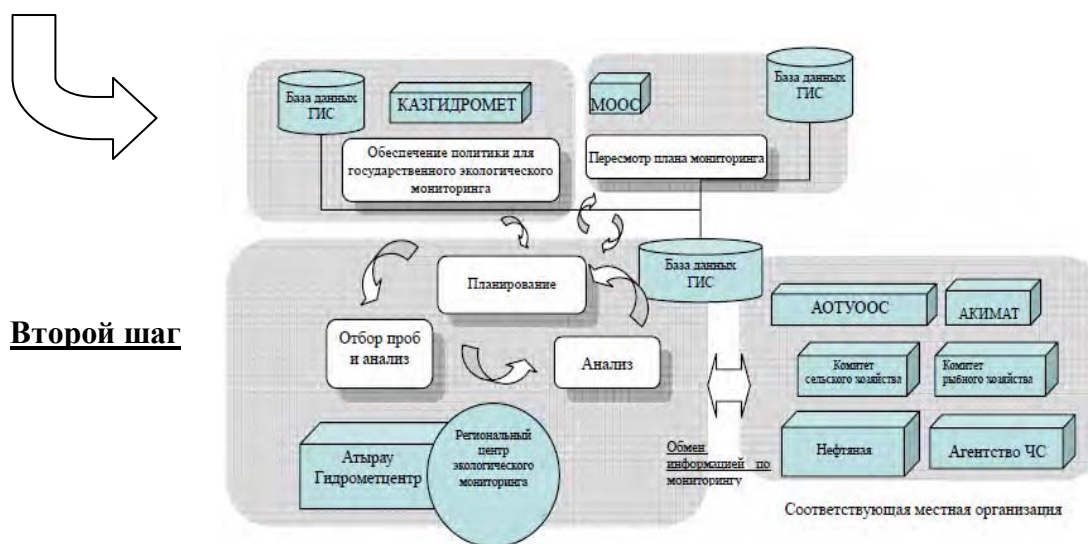 База данных
ГИС
КАЗГИДРОМЕТ
Обеспечение политики для
государственного экологического
мониторинга
МООС
База данных
ГИС
Пересмотр плана мониторинга
Второй шаг
Планирование
Отбор проб
и анализ
Анализ
База данных
ГИС
Атырау
Гидрометцентр
Региональный
центр
экологического
мониторинга
Обмен
информацией по
мониторингу
АОТУООС
АКИМАТ
Комитет
сельского хозяйства
Комитет
рыбного хозяйства
Нефтяная
Агентство ЧС
Соответствующая местная организация